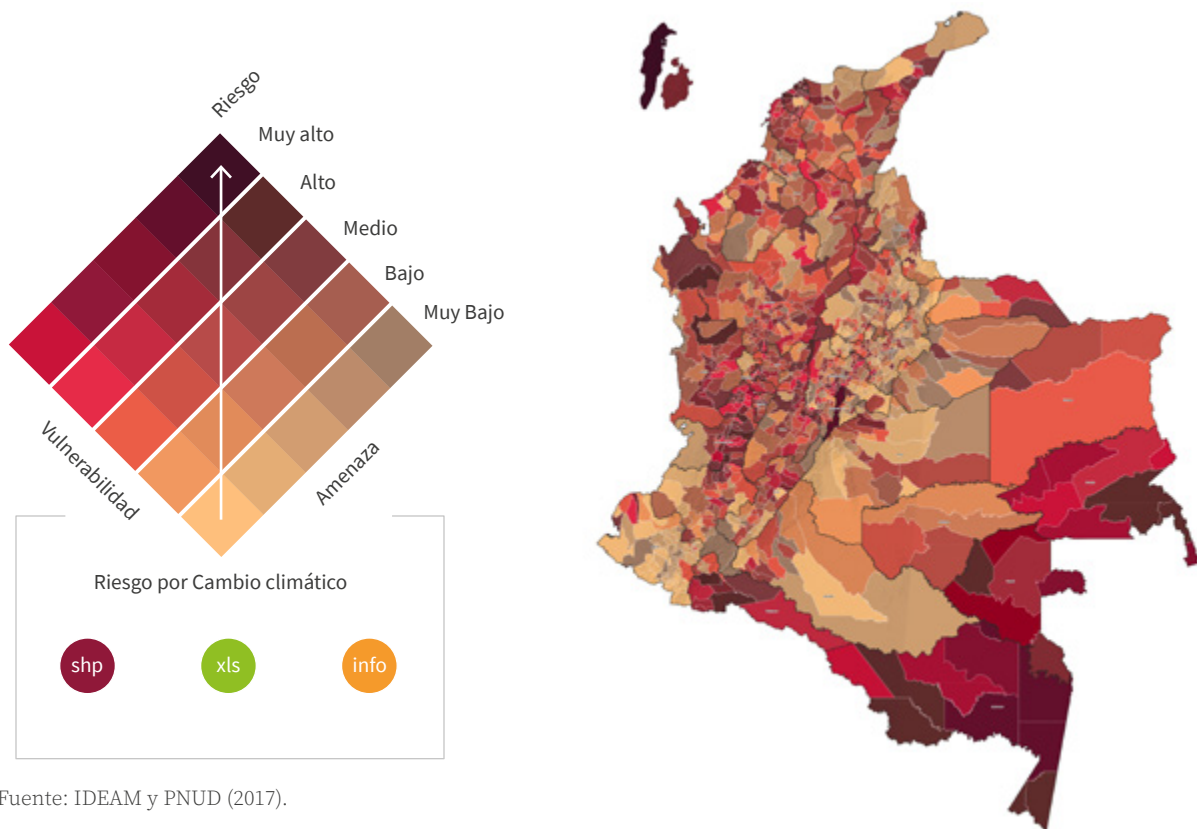 Riesgo
Muy alto
Alto
Medio
Bajo
Muy Bajo
Vulnerabilidad
Amenaza
Riesgo por Cambio climático
shp
xls
info
Fuente: IDEAM y PNUD (2017).